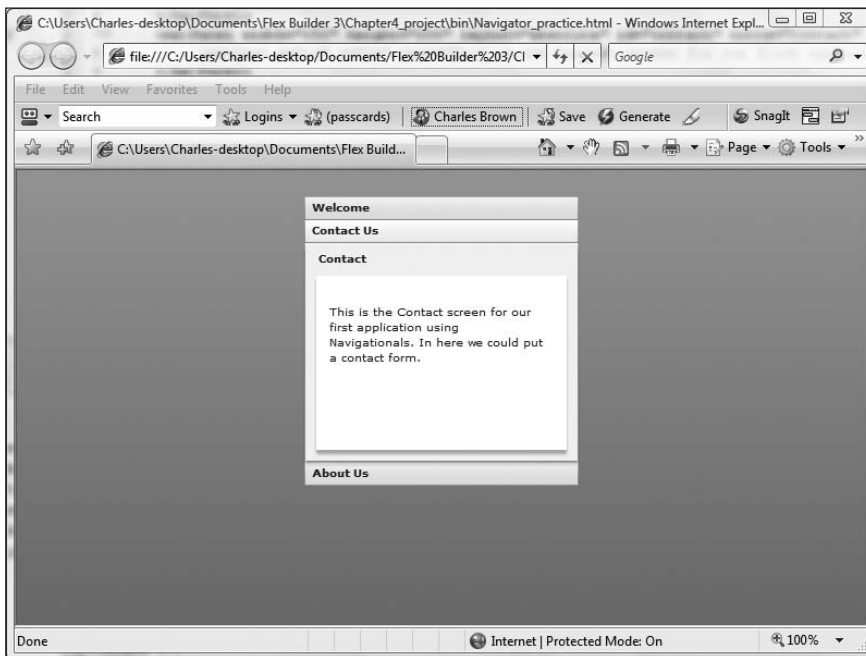 C:\Users\Charles-desktop\Documents\Flex Builder 3\Chapter4_project\bin\Navigator_practice.html - Windows Internet Expl...
file:///C:/Users/Charles-desktop/Documents/Flex%20Builder%203/Cl
Google
File Edit View Favorites Tools Help
Search Logins (passcards) Charles Brown Save Generate SnagIt
C:\Users\Charles-desktop\Documents\Flex Build... Page Tools
Welcome
Contact Us
Contact
This is the Contact screen for our
first application using
Navigationals. In here we could put
a contact form.
About Us
Done Internet | Protected Mode: On 100%